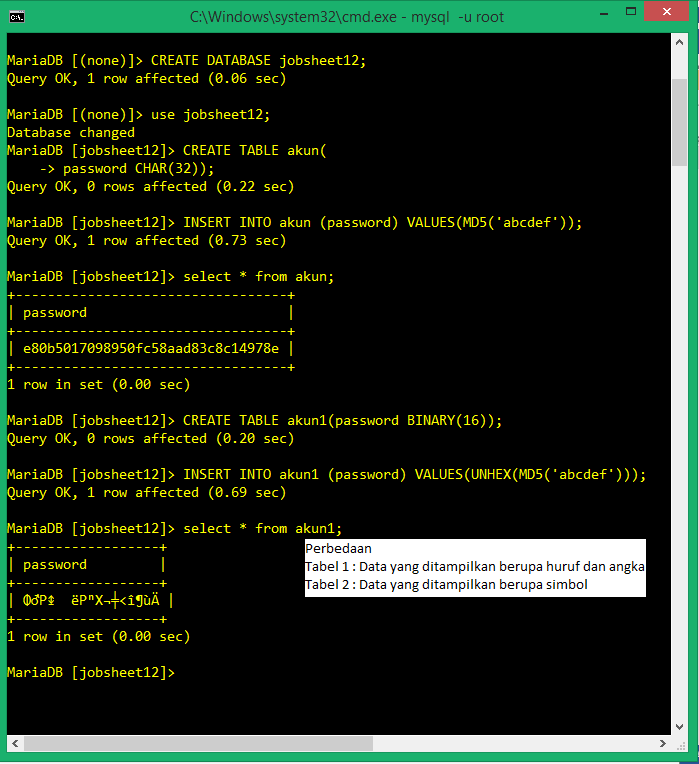 C:\Windows\system32\cmd.exe - mysql -u root
MariaDB [(none)]> CREATE DATABASE jobsheet12;
Query OK, 1 row affected (0.06 sec)
MariaDB [(none)]> use jobsheet12;
Database changed
MariaDB [jobsheet12]> CREATE TABLE akun(
    -> password CHAR(32));
Query OK, 0 rows affected (0.22 sec)
MariaDB [jobsheet12]> INSERT INTO akun (password) VALUES(MD5('abcdef'));
Query OK, 1 row affected (0.73 sec)
MariaDB [jobsheet12]> select * from akun;
+----------------------------------+
| password                         |
+----------------------------------+
| e80b5017098950fc58aad83c8c14978e |
+----------------------------------+
1 row in set (0.00 sec)
MariaDB [jobsheet12]> CREATE TABLE akun1(password BINARY(16));
Query OK, 0 rows affected (0.20 sec)
MariaDB [jobsheet12]> INSERT INTO akun1 (password) VALUES(UNHEX(MD5('abcdef')));
Query OK, 1 row affected (0.69 sec)
MariaDB [jobsheet12]> select * from akun1;
+------------------+
| password         |
+------------------+
+------------------+
1 row in set (0.00 sec)
MariaDB [jobsheet12]>
Perbedaan
Tabel 1 : Data yang ditampilkan berupa huruf dan angka
Tabel 2 : Data yang ditampilkan berupa simbol